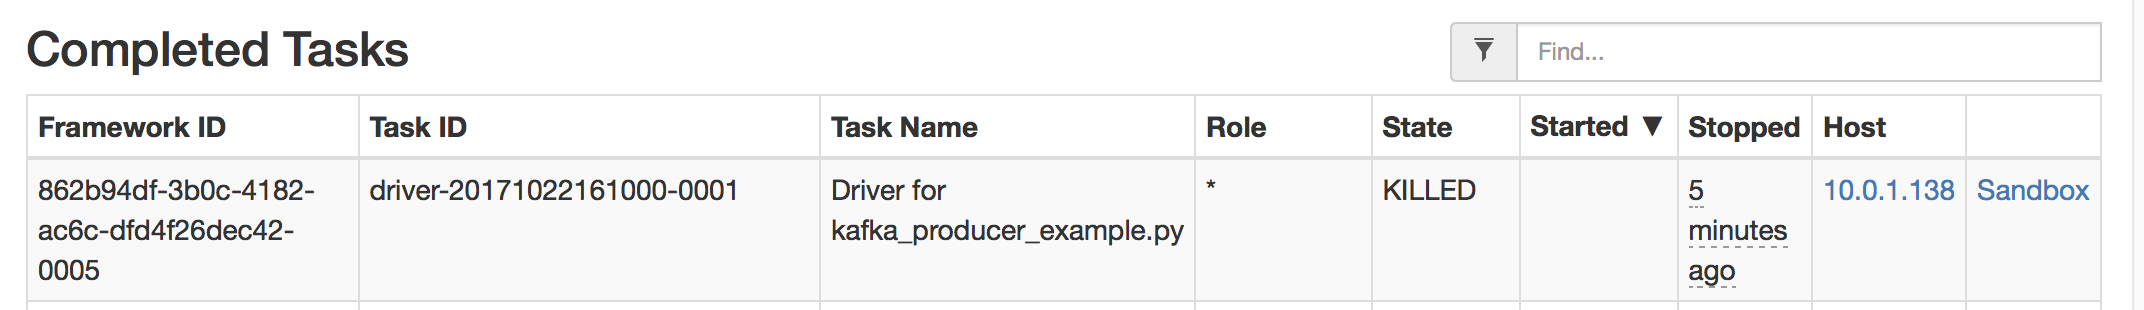 Completed Tasks
Find...
Framework ID Task ID Task Name Role State Started ▼ Stopped Host
862b94df-3b0c-4182- driver-20171022161000-0001 Driver for * KILLED 5 10.0.1.138 Sandbox
ac6c-dfd4f26dec42- kafka_producer_example.py minutes
0005 ago